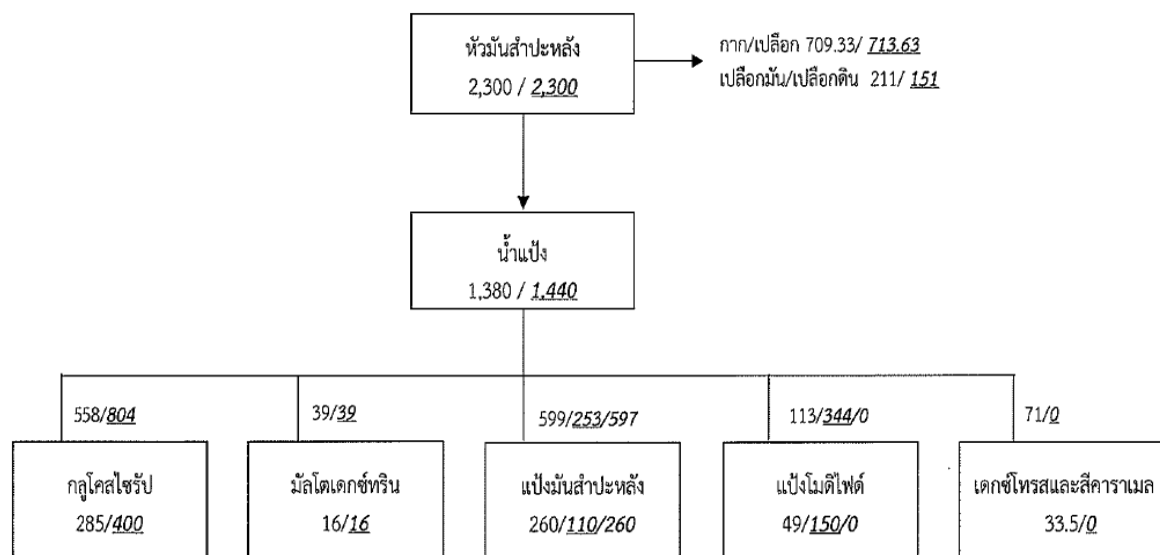 หัวมันสำปะหลัง
2,300 / 2,300
กาก/เปลือก 709.33/ 713.63
เปลือกมัน/เปลือกดิน 211/ 151
น้ำแป้ง
1,380 / 1,440
558/804
39/39
599/253/597
113/344/0
71/0
กลูโคสไซรัป
285/400
มัลโตเดกซ์ทริน
16/16
แป้งมันสำปะหลัง
260/110/260
แป้งโมดิไฟด์
49/150/0
เดกซ์โทรสและสีคาราเมล
33.5/0